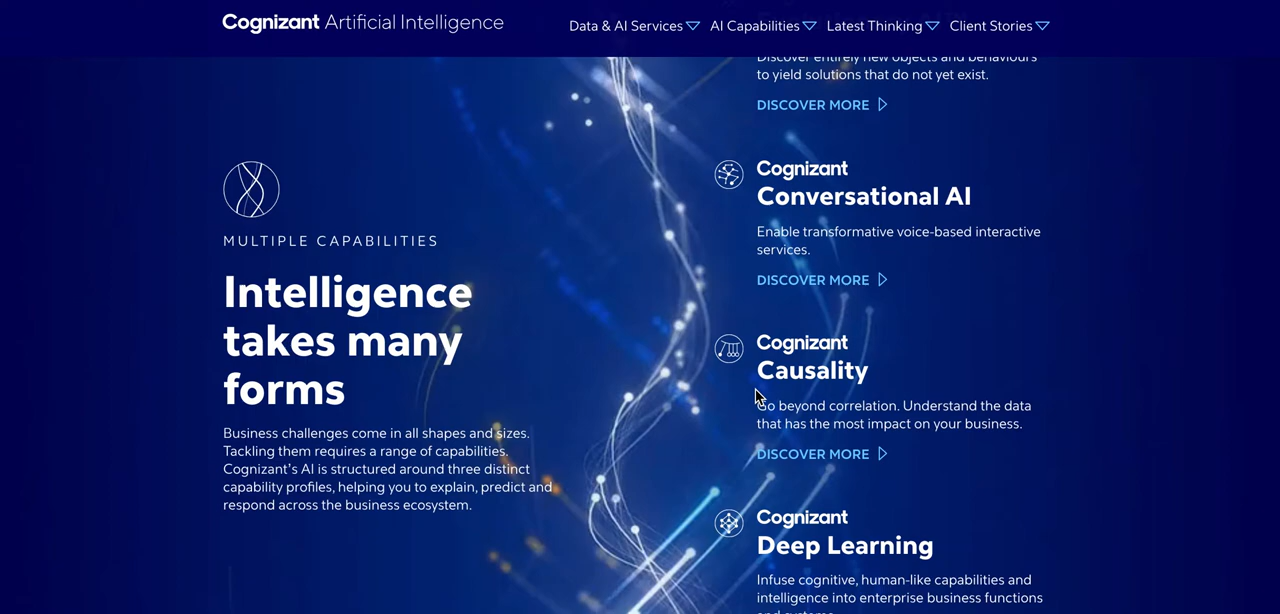 Cognizant Artificial Intelligence
Data & AI Services
AI Capabilities
Latest Thinking
Client Stories
MULTIPLE CAPABILITIES
Intelligence
takes many
forms
Business challenges come in all shapes and sizes.
Tackling them requires a range of capabilities.
Cognizant's AI is structured around three distinct
capability profiles, helping you to explain, predict and
respond across the business ecosystem.
Discover entirely new objects and behaviours
to yield solutions that do not yet exist.
DISCOVER MORE
Cognizant
Conversational AI
Enable transformative voice-based interactive
services.
DISCOVER MORE
Cognizant
Causality
Go beyond correlation. Understand the data
that has the most impact on your business.
DISCOVER MORE
Cognizant
Deep Learning
Infuse cognitive, human-like capabilities and
intelligence into enterprise business functions